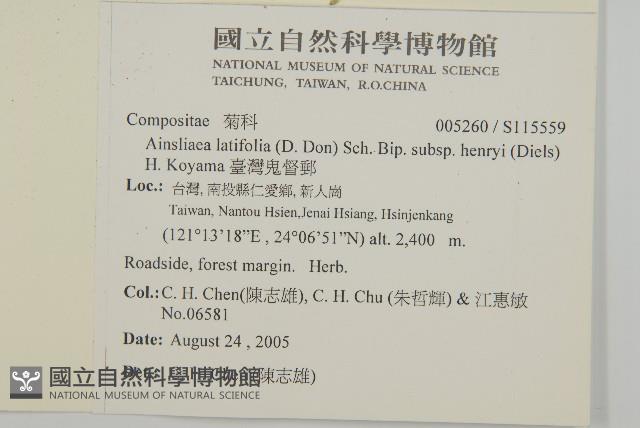 國立自然科學博物館
NATIONAL MUSEUM OF NATURAL SCIENCE
TAICHUNG, TAIWAN, R.O.CHINA
Compositae 菊科 005260 / S115559
Ainsliaea latifolia (D. Don) Sch. Bip. subsp. henryi (Diels)
H. Koyama 臺灣鬼督郵
Loc.: 台灣, 南投縣仁愛鄉, 新人崗
Taiwan, Nantou Hsien,Jenai Hsiang, Hsinjenkang
(121°13'18”E , 24°06'51”N) alt. 2,400 m.
Roadside, forest margin. Herb.
Col.: C. H. Chen(陳志雄), C. H. Chu (朱哲輝) & 江惠敏
No.06581
Date: August 24 , 2005
Det.: (陳志雄)
國立自然科學博物館
NATIONAL MUSEUM OF NATURAL SCIENCE